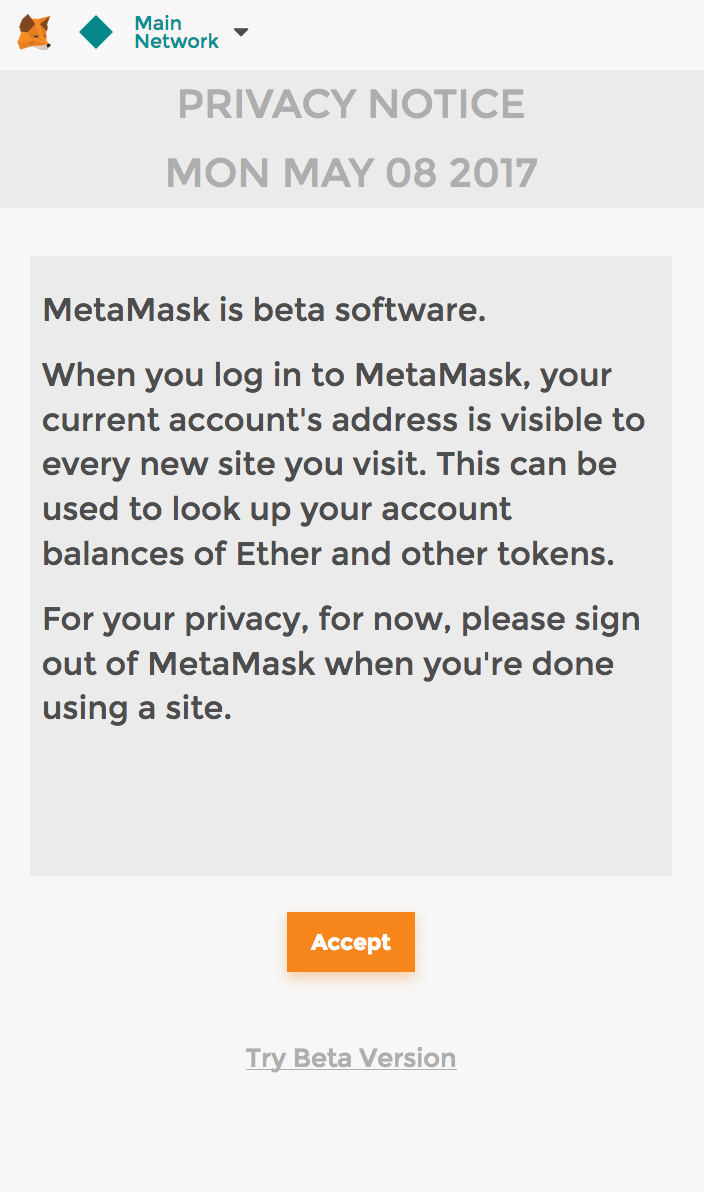 Main
Network
PRIVACY NOTICE
MON MAY 08 2017
MetaMask is beta software.
When you log in to MetaMask, your
current account's address is visible to
every new site you visit. This can be
used to look up your account
balances of Ether and other tokens.
For your privacy, for now, please sign
out of MetaMask when you're done
using a site.
Accept
Try Beta Version